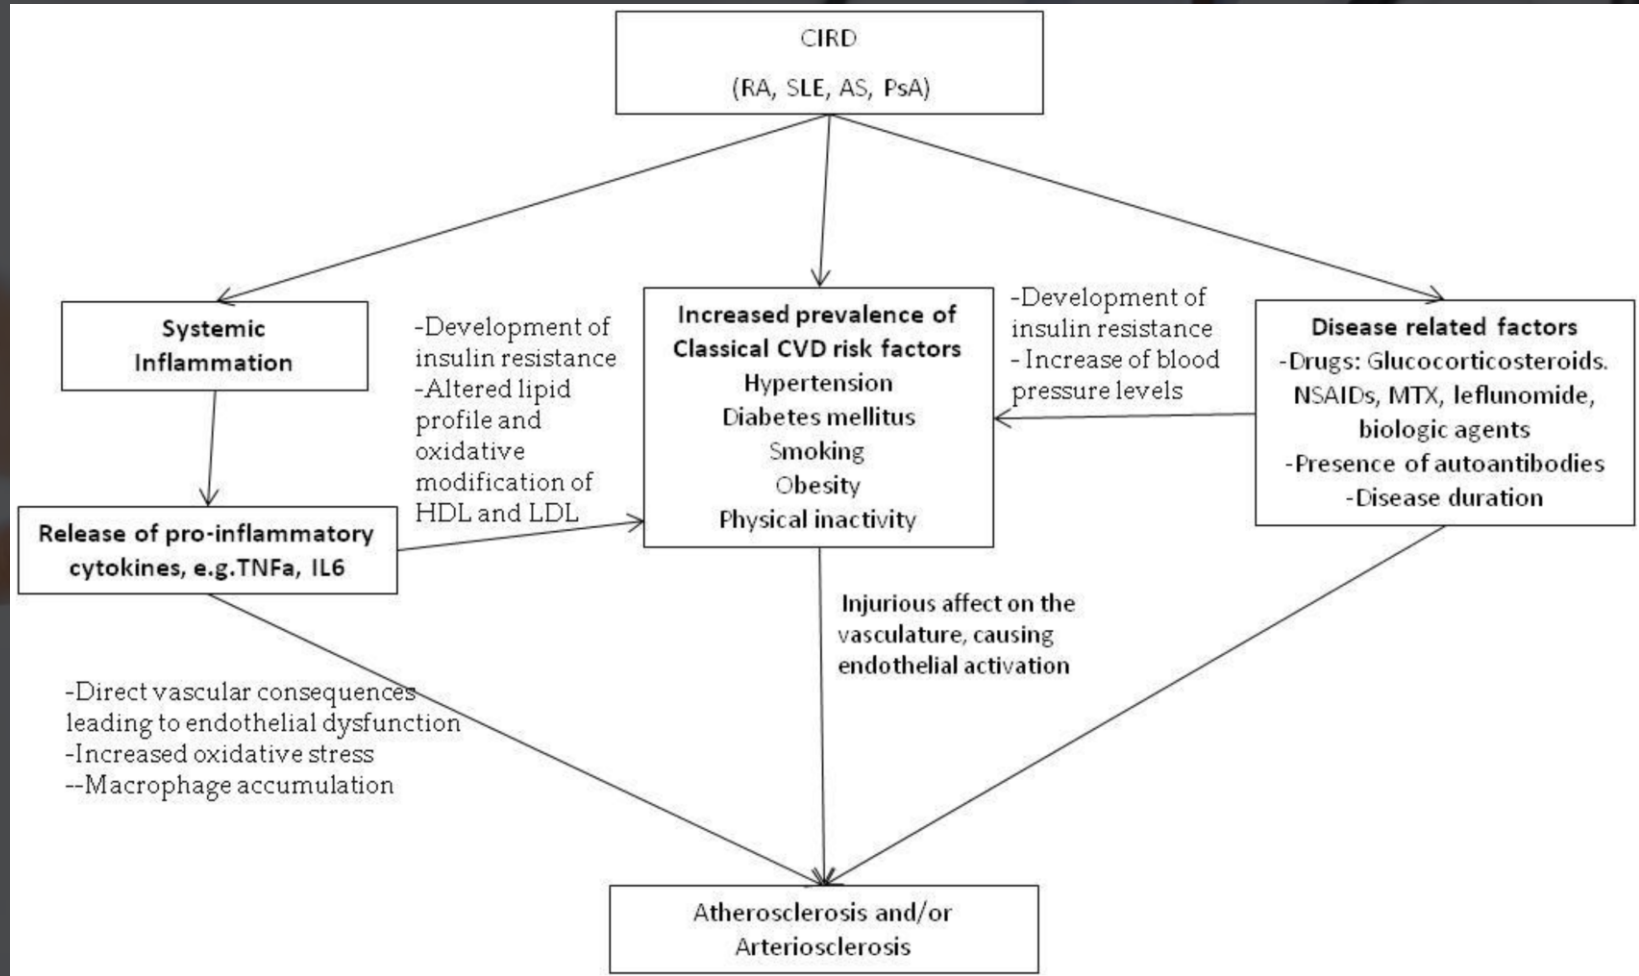 CIRD
(RA, SLE, AS, PsA)
Systemic
Inflammation
-Development of
insulin resistance
-Altered lipid
profile and
oxidative
modification of
HDL and LDL
Increased prevalence of
Classical CVD risk factors
Hypertension
Diabetes mellitus
Smoking
Obesity
Physical inactivity
-Development of
insulin resistance
- Increase of blood
pressure levels
Disease related factors
-Drugs: Glucocorticosteroids.
NSAIDs, MTX, leflunomide,
biologic agents
-Presence of autoantibodies
-Disease duration
Release of pro-inflammatory
cytokines, e.g.TNFa, IL6
Injurious affect on the
vasculature, causing
endothelial activation
-Direct vascular consequences
leading to endothelial dysfunction
-Increased oxidative stress
--Macrophage accumulation
Atherosclerosis and/or
Arteriosclerosis